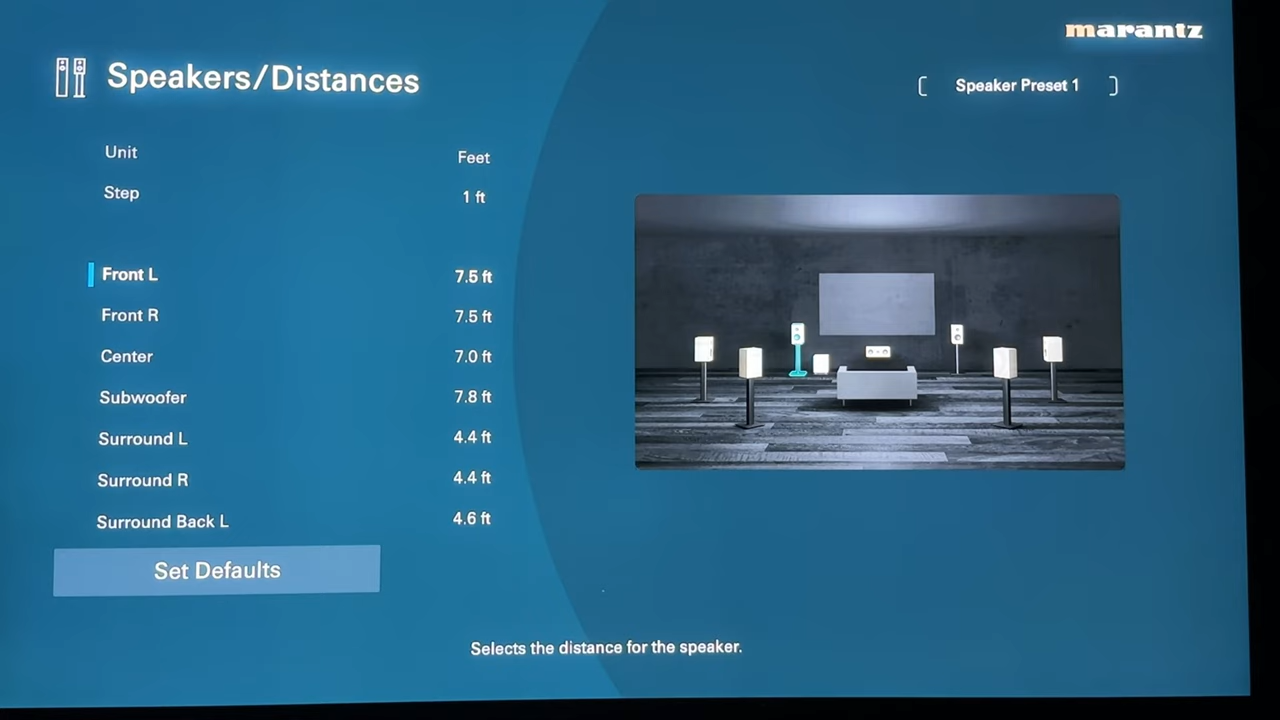 marantz
Speakers/Distances
[ Speaker Preset 1 ]
Unit Feet
Step 1 ft
Front L 7.5 ft
Front R 7.5 ft
Center 7.0 ft
Subwoofer 7.8 ft
Surround L 4.4 ft
Surround R 4.4 ft
Surround Back L 4.6 ft
Set Defaults
Selects the distance for the speaker.